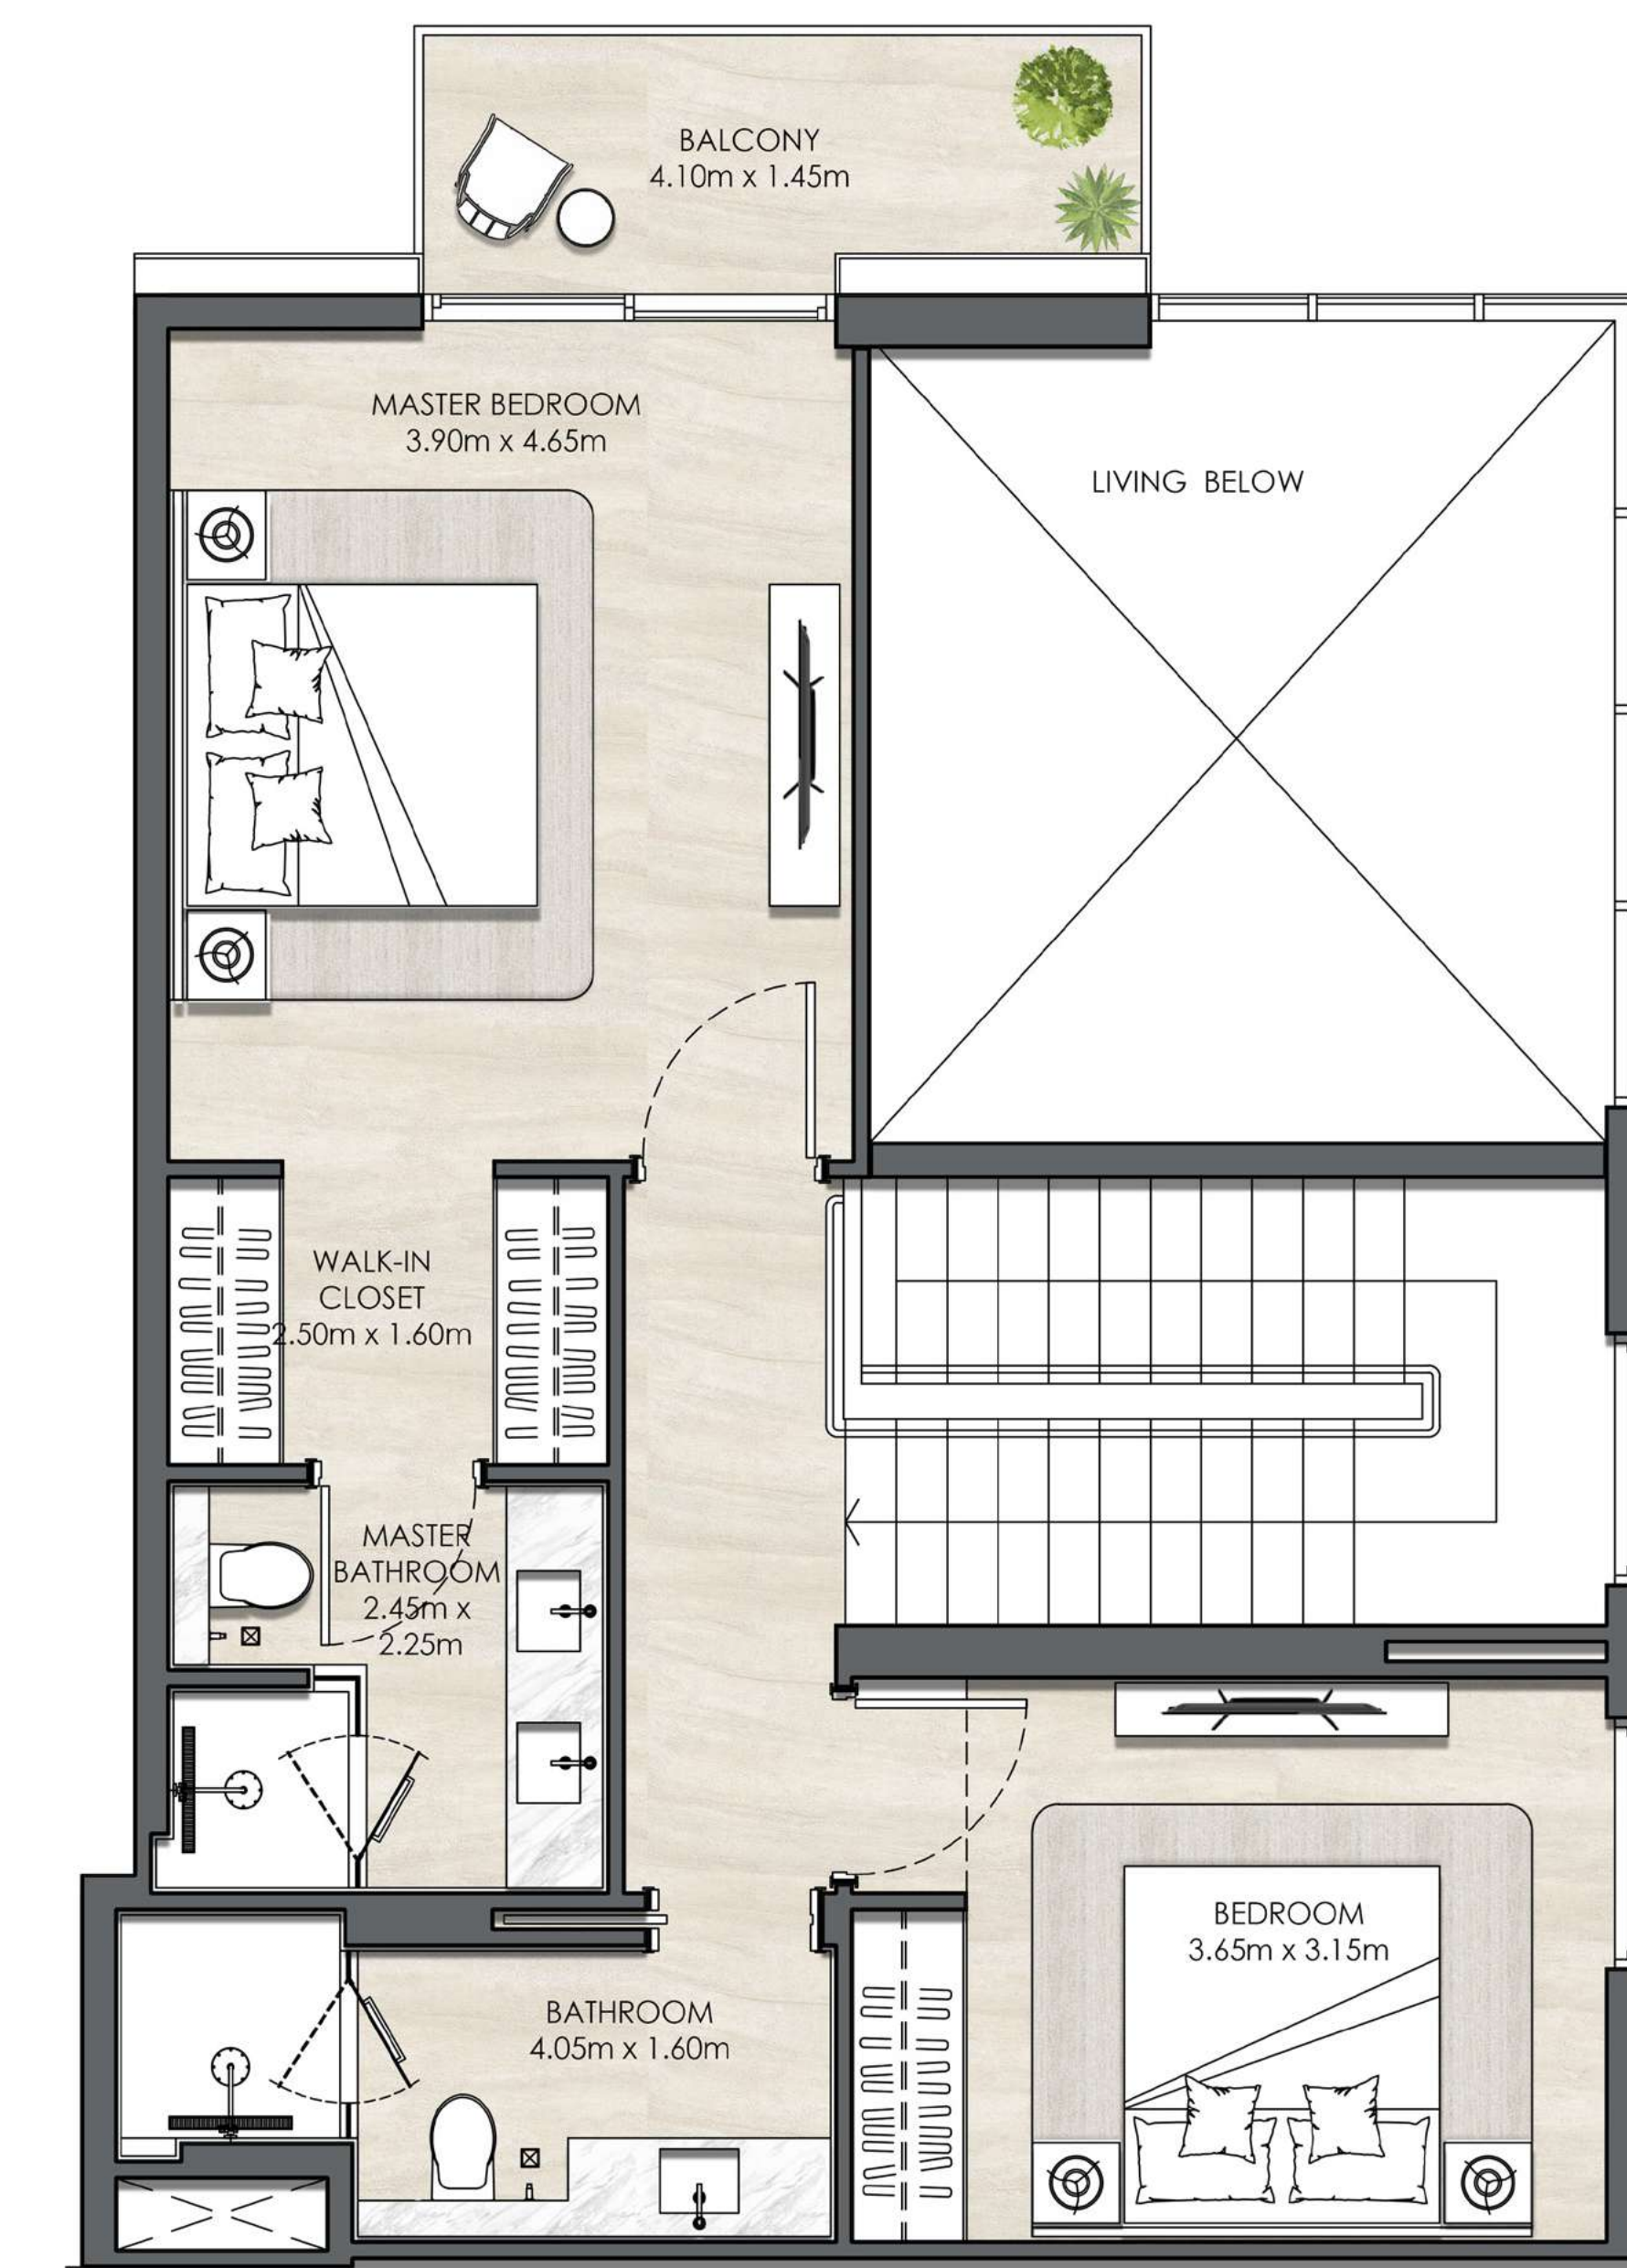 BALCONY
4.10m x 1.45m
MASTER BEDROOM
3.90m x 4.65m
LIVING BELOW
WALK-IN
CLOSET
2.50m x 1.60m
MASTER
BATHROOM
2.45m x
2.25m
BEDROOM
3.65m x 3.15m
BATHROOM
4.05m x 1.60m